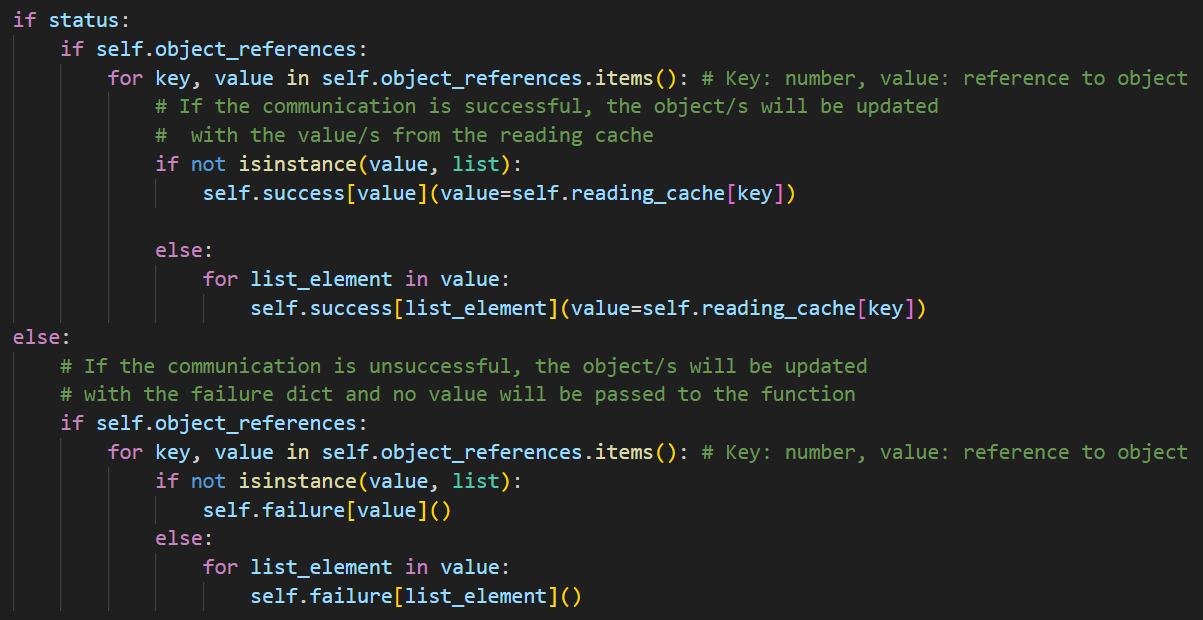 if status:
    if self.object_references:
        for key, value in self.object_references.items(): # Key: number, value: reference to object
            # If the communication is successful, the object/s will be updated
            #  with the value/s from the reading cache
            if not isinstance(value, list):
                self.success[value](value=self.reading_cache[key])

            else:
                for list_element in value:
                    self.success[list_element](value=self.reading_cache[key])
else:
    # If the communication is unsuccessful, the object/s will be updated
    # with the failure dict and no value will be passed to the function
    if self.object_references:
        for key, value in self.object_references.items(): # Key: number, value: reference to object
            if not isinstance(value, list):
                self.failure[value]()
            else:
                for list_element in value:
                    self.failure[list_element]()